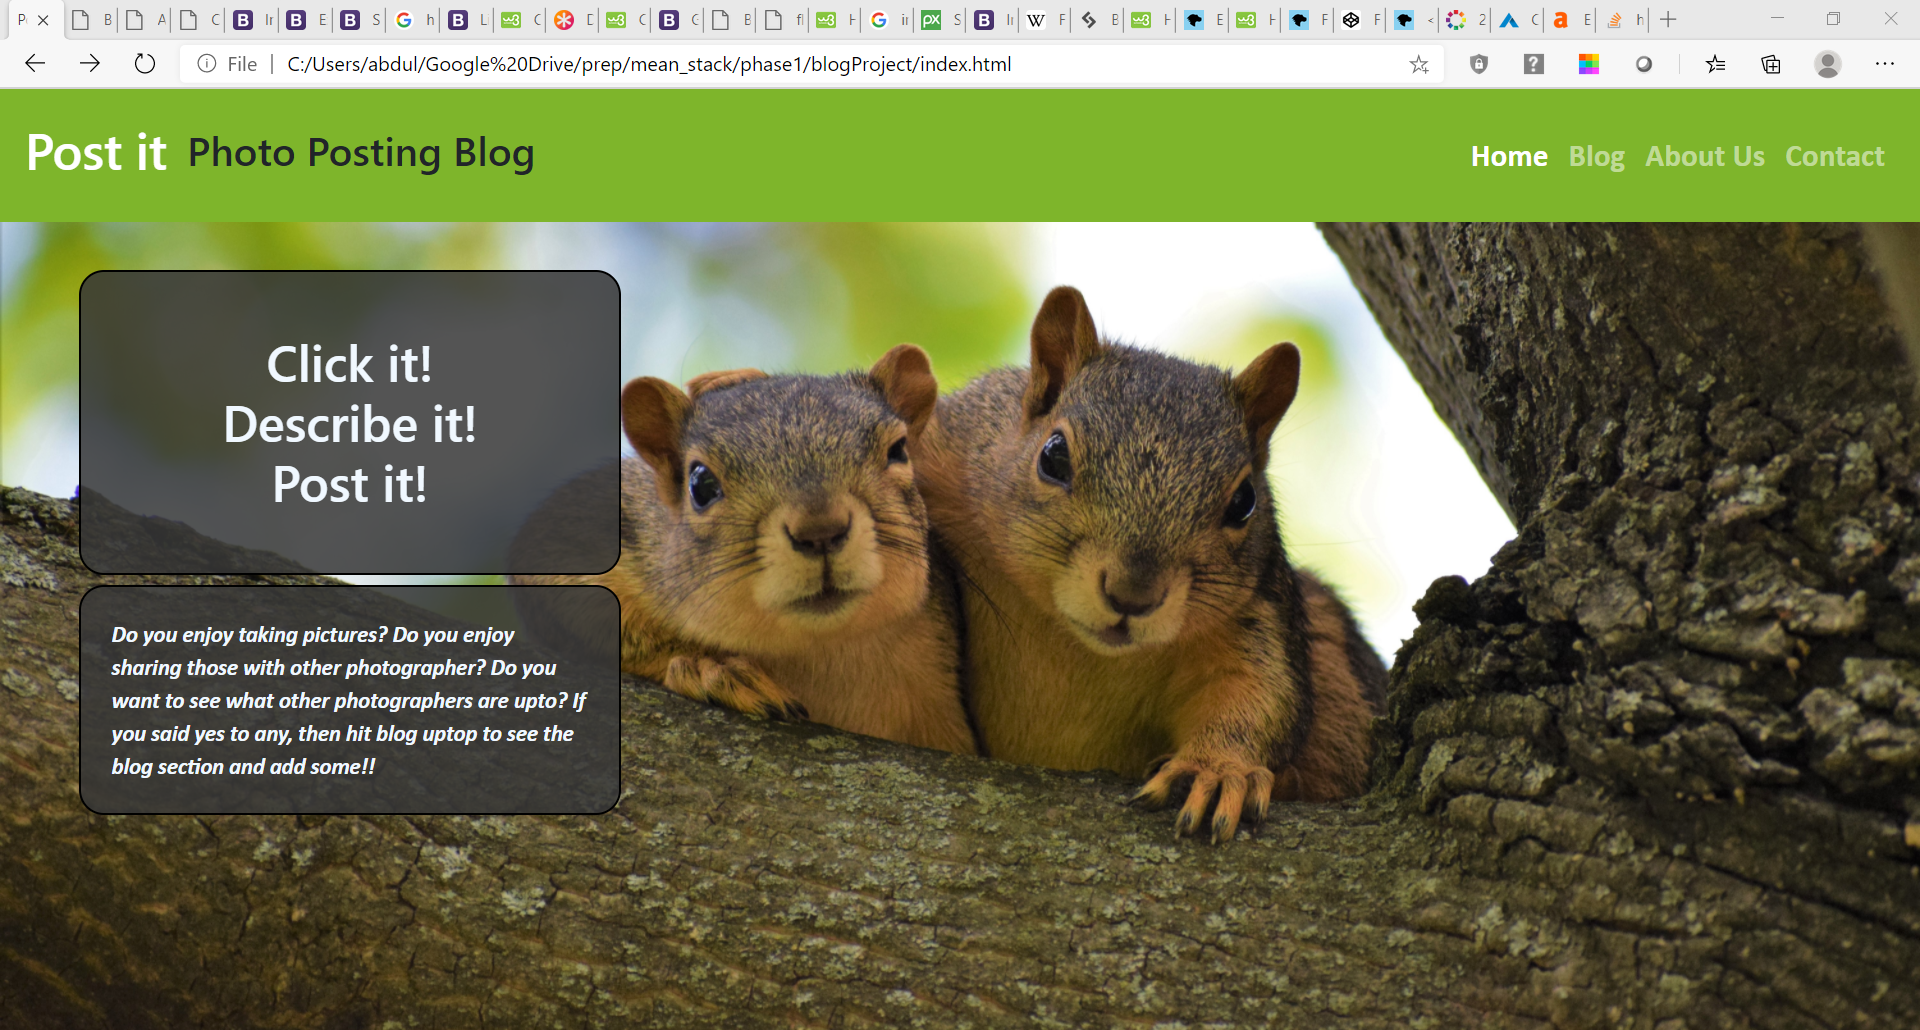 File
C:/Users/abdul/Google%20Drive/prep/mean_stack/phase1/blogProject/index.html
Post it Photo Posting Blog
Home Blog About Us Contact
Click it!
Describe it!
Post it!
Do you enjoy taking pictures? Do you enjoy
sharing those with other photographer? Do you
want to see what other photographers are upto? If
you said yes to any, then hit blog uptop to see the
blog section and add some!!